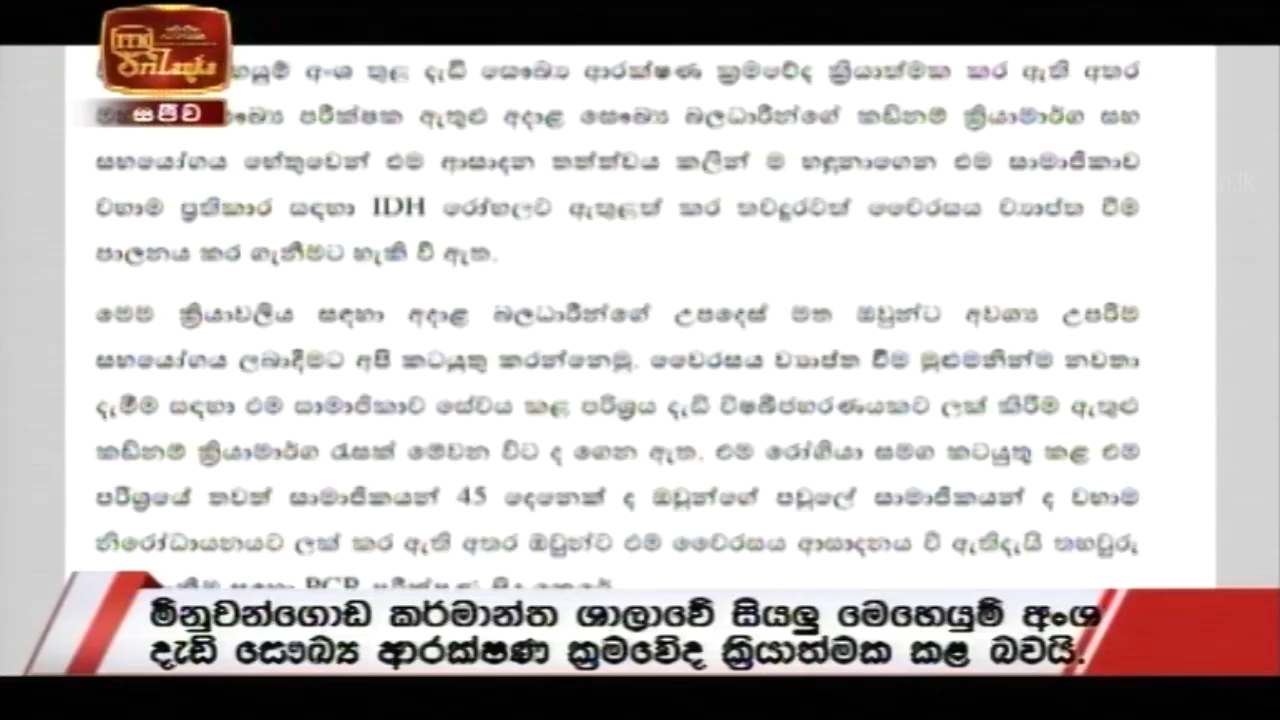 ITN
SriLanka
සජීව
හෙයුම් අංශ තුළ දැඩි සෞඛ්‍ය ආරක්ෂණ ක්‍රමවේද ක්‍රියාත්මක කර ඇති අතර
පරීක්ෂක ඇතුළු අදාළ සෞඛ්‍ය බලධාරීන්ගේ කඩිනම් ක්‍රියාමාර්ග සහ
සහයෝගය හේතුවෙන් එම ආසාදන තත්ත්වය කලින් ම හඳුනාගෙන එම සාමාජිකාව
වහාම ප්‍රතිකාර සඳහා IDH රෝහලට ඇතුළත් කර තවදුරටත් වෛරසය ව්‍යාප්ත වීම
පාලනය කර ගැනීමට හැකි වී ඇත.
මෙම ක්‍රියාවලිය සඳහා අදාළ බලධාරීන්ගේ උපදෙස් මත ඔවුන්ට අවශ්‍ය උපරිම
සහයෝගය ලබාදීමට අපි කටයුතු කරන්නෙමු. වෛරසය ව්‍යාප්ත වීම මුළුමනින්ම නවතා
දැමීම සඳහා එම සාමාජිකාව සේවය කළ පරිශ්‍රය දැඩි විෂබීජහරණයකට ලක් කිරීම ඇතුළු
කඩිනම් ක්‍රියාමාර්ග රැසක් මේවන විට ද ගෙන ඇත. එම රෝගියා සමග කටයුතු කළ එම
පරිශ්‍රයේ තවත් සාමාජිකයන් 45 දෙනෙක් ද ඔවුන්ගේ පවුලේ සාමාජිකයන් ද වහාම
නිරෝධායනයට ලක් කර ඇති අතර ඔවුන්ට එම වෛරසය ආසාදනය වී ඇතිදැයි තහවුරු
PCR
මිනුවන්ගොඩ කර්මාන්ත ශාලාවේ සියලු මෙහෙයුම් අංශ
දැඩි සෞඛ්‍ය ආරක්ෂණ ක්‍රමවේද ක්‍රියාත්මක කළ බවයි.